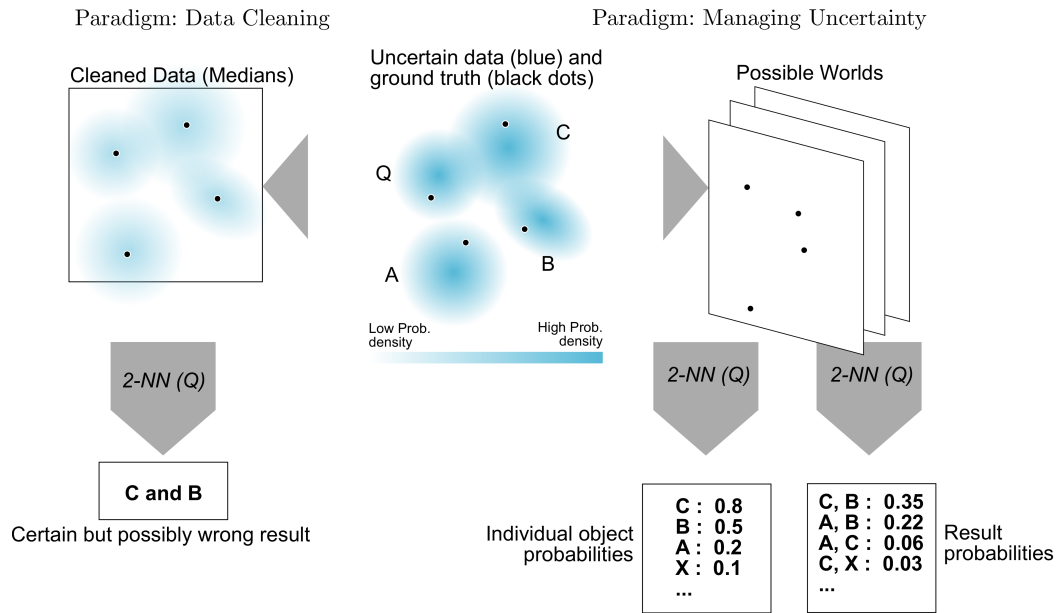 Paradigm: Data Cleaning
Paradigm: Managing Uncertainty
Cleaned Data (Medians)
Uncertain data (blue) and
ground truth (black dots)
Possible Worlds
C
Q
B
A
Low Prob.
density
High Prob.
density
2-NN (Q)
2-NN (Q)
2-NN (Q)
C and B
Certain but possibly wrong result
Individual object
probabilities
C : 0.8
B : 0.5
A : 0.2
X : 0.1
...
C, B : 0.35
A, B : 0.22
A, C : 0.06
C, X : 0.03
...
Result
probabilities